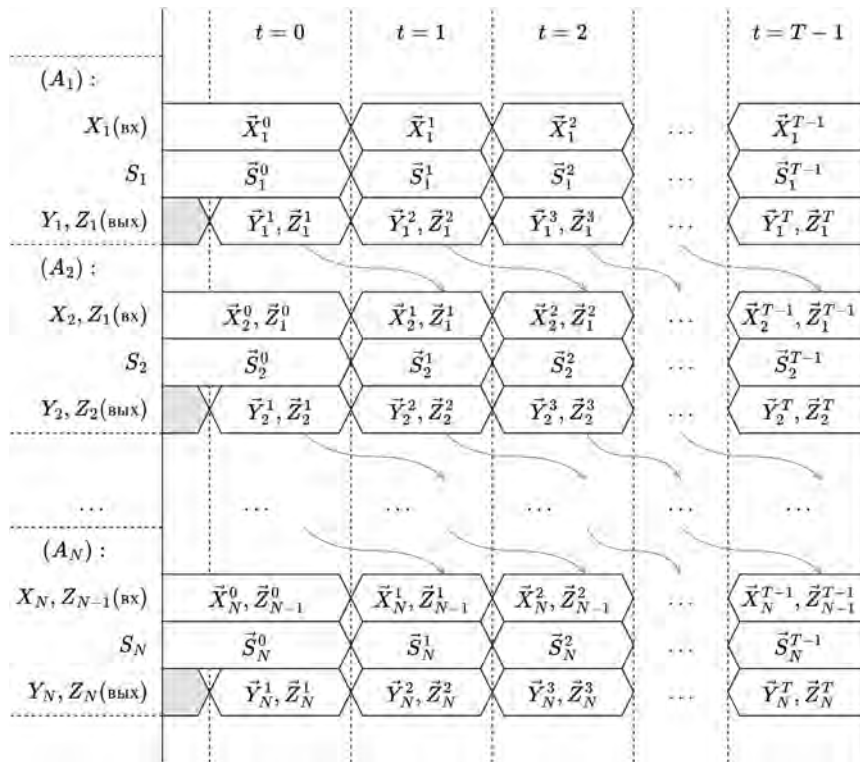 t = 0 t = 1 t = 2 t = T − 1
(A₁) :
X₁(вх) X⃗₁⁰ X⃗₁¹ X⃗₁² ... X⃗₁ᵀ⁻¹
S₁ S⃗₁⁰ S⃗₁¹ S⃗₁² ... S⃗₁ᵀ⁻¹
Y₁, Z₁(вых) Y⃗₁¹, Z⃗₁¹ Y⃗₁², Z⃗₁² Y⃗₁³, Z⃗₁³ ... Y⃗₁ᵀ, Z⃗₁ᵀ
(A₂) :
X₂, Z₁(вх) X⃗₂⁰, Z⃗₁⁰ X⃗₂¹, Z⃗₁¹ X⃗₂², Z⃗₁² ... X⃗₂ᵀ⁻¹, Z⃗₁ᵀ⁻¹
S₂ S⃗₂⁰ S⃗₂¹ S⃗₂² ... S⃗₂ᵀ⁻¹
Y₂, Z₂(вых) Y⃗₂¹, Z⃗₂¹ Y⃗₂², Z⃗₂² Y⃗₂³, Z⃗₂³ ... Y⃗₂ᵀ, Z⃗₂ᵀ
... ... ... ... ... ...
(A_N) :
X_N, Z_{N−1}(вх) X⃗_N⁰, Z⃗_{N−1}⁰ X⃗_N¹, Z⃗_{N−1}¹ X⃗_N², Z⃗_{N−1}² ... X⃗_Nᵀ⁻¹, Z⃗_{N−1}ᵀ⁻¹
S_N S⃗_N⁰ S⃗_N¹ S⃗_N² ... S⃗_Nᵀ⁻¹
Y_N, Z_N(вых) Y⃗_N¹, Z⃗_N¹ Y⃗_N², Z⃗_N² Y⃗_N³, Z⃗_N³ ... Y⃗_Nᵀ, Z⃗_Nᵀ